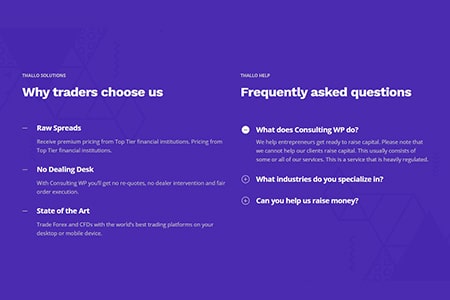 THALLO SOLUTIONS
Why traders choose us
Raw Spreads
Receive premium pricing from Top Tier financial institutions. Pricing from
Top Tier financial institutions.
No Dealing Desk
With Consulting WP you'll get no re-quotes, no dealer intervention and fair
order execution.
State of the Art
Trade Forex and CFDs with the world's best trading platforms on your
desktop or mobile device.
THALLO HELP
Frequently asked questions
What does Consulting WP do?
We help entrepreneurs get ready to raise capital. Please note that
we cannot help our clients raise capital. This usually consists of
some or all of our services. This is a service that is heavily regulated.
What industries do you specialize in?
Can you help us raise money?